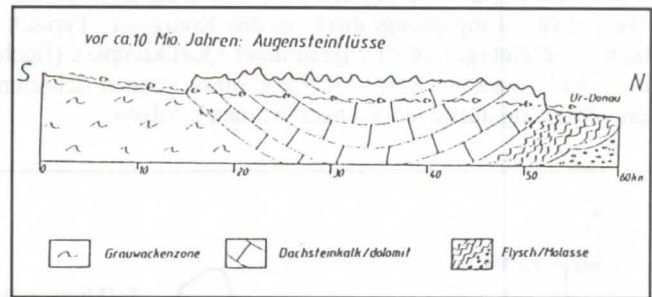 vor ca.10 Mio. Jahren: Augensteinflüsse
S N
Ur-Donau
0 10 20 30 40 50 60 km
Grauwackenzone Dachsteinkalk/dolomit Flysch/Molasse